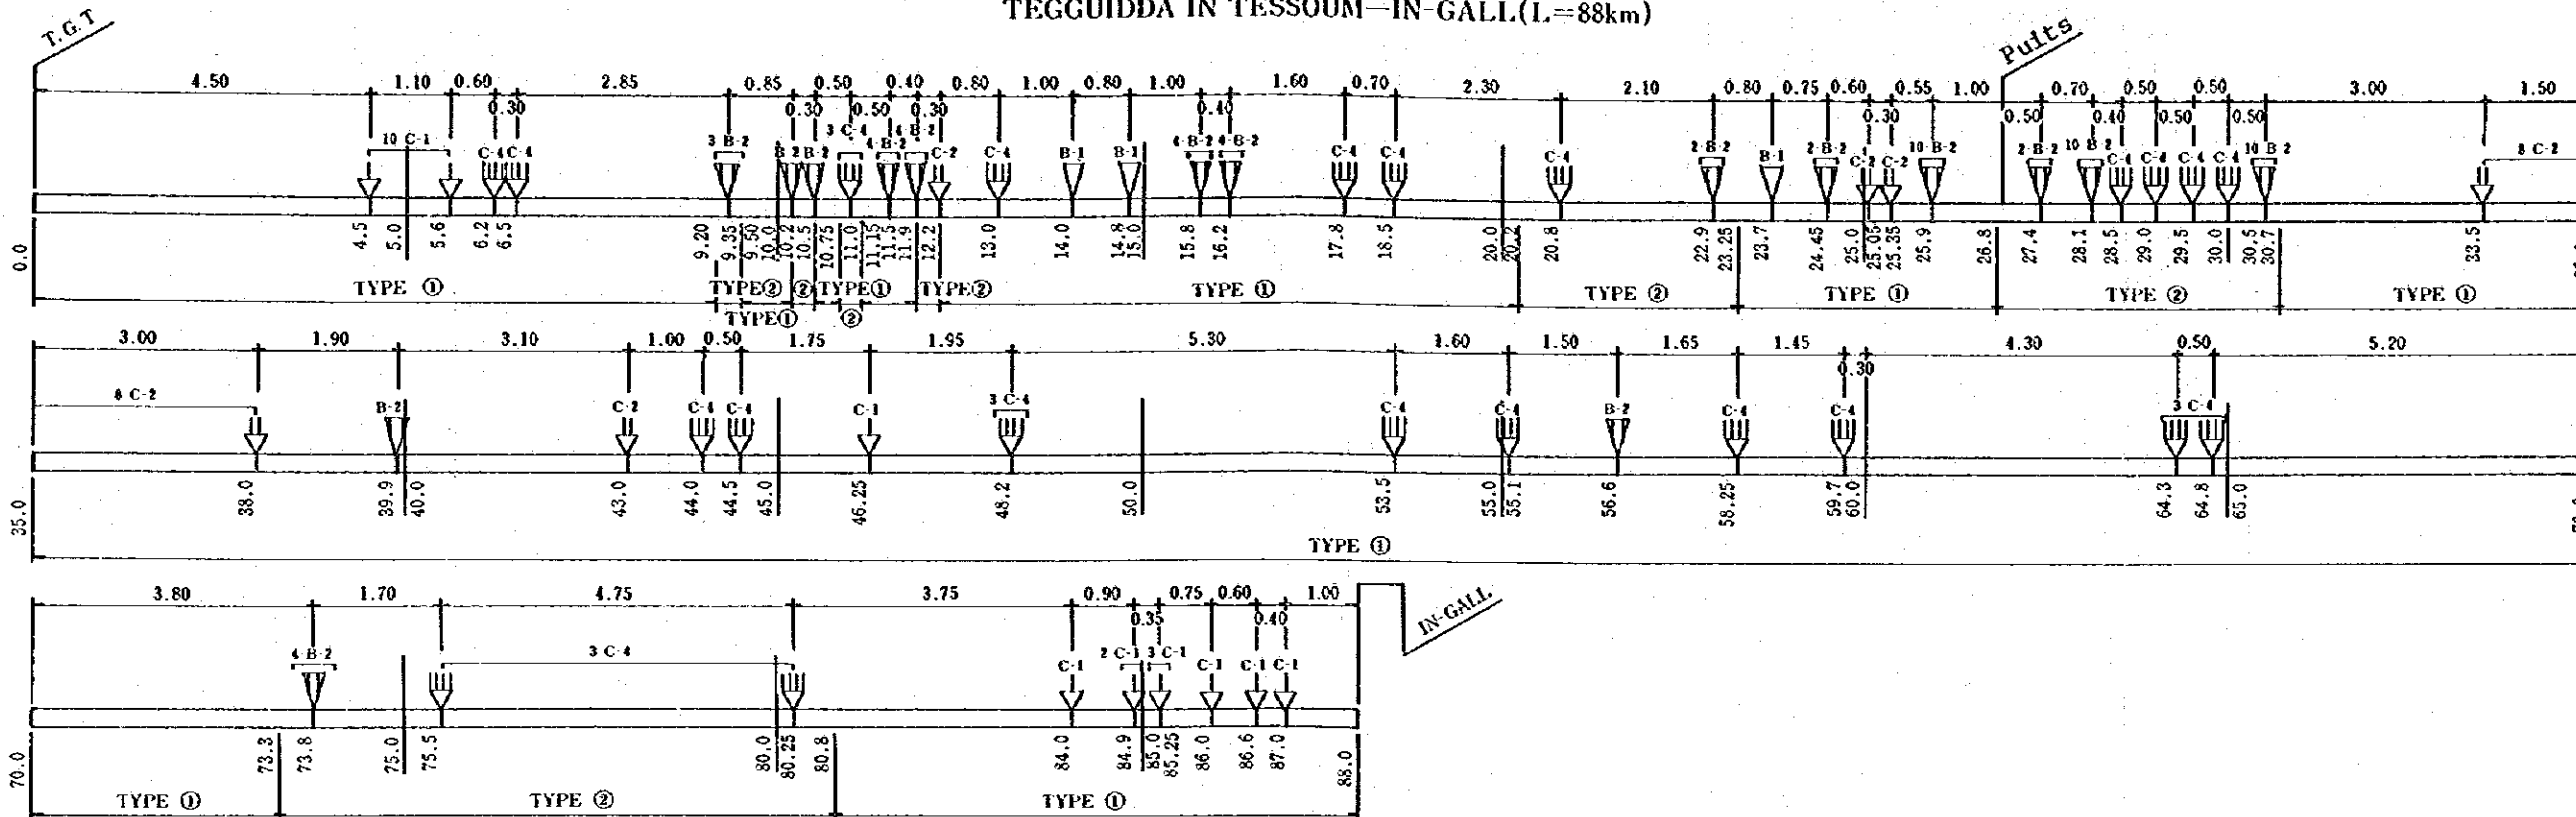 TEGGUIDDA IN TESSOUM—IN-GALL(L=88km)
T.G.T
Puits
4.50 1.10 0.60 2.85 0.85 0.50 0.40 0.80 1.00 0.80 1.00 1.60 0.70 2.30 2.10 0.80 0.75 0.60 0.55 1.00 0.70 0.50 0.50 3.00 1.50
0.30 0.30 0.50 0.30 0.40 0.30 0.50 0.40 0.50 0.50
10 C-1 C-4 C-4 3 B-2 B-2 B-2 3 C-4 4-B-2 4-B-2 C-2 C-4 B-1 B-1 4-B-2 4-B-2 C-4 C-4 C-4 2-B-2 B-1 2-B-2 C-2 C-2 10-B-2 2-B-2 10 B-2 C-4 C-4 C-4 C-4 10 B-2 8 C-2
0.0 4.5 5.0 5.6 6.2 6.5 9.20 9.35 9.50 10.0 10.2 10.5 10.75 11.0 11.15 11.5 11.9 12.2 13.0 14.0 14.8 15.0 15.8 16.2 17.8 18.5 20.0 20.2 20.8 22.9 23.25 23.7 24.45 25.0 25.05 25.35 25.9 26.8 27.4 28.1 28.5 29.0 29.5 30.0 30.5 30.7 33.5
TYPE ① TYPE② ② TYPE① TYPE② TYPE ① TYPE ② TYPE ① TYPE ② TYPE ①
TYPE① ②
3.00 1.90 3.10 1.00 0.50 1.75 1.95 5.30 1.60 1.50 1.65 1.45 4.30 0.50 5.20
0.30
8 C-2 B-2 C-2 C-4 C-4 C-1 3 C-4 C-4 C-4 B-2 C-4 C-4 3 C-4
35.0 38.0 39.9 40.0 43.0 44.0 44.5 45.0 46.25 48.2 50.0 53.5 55.0 55.1 56.6 58.25 59.7 60.0 64.3 64.8 65.0
TYPE ①
3.80 1.70 4.75 3.75 0.90 0.75 0.60 1.00
0.35 0.40
IN-GALL
4-B-2 3 C-4 C-1 2 C-1 3 C-1 C-1 C-1 C-1
70.0 73.3 73.8 75.0 75.5 80.0 80.25 80.8 84.0 84.9 85.0 85.25 86.0 86.6 87.0 88.0
TYPE ① TYPE ② TYPE ①